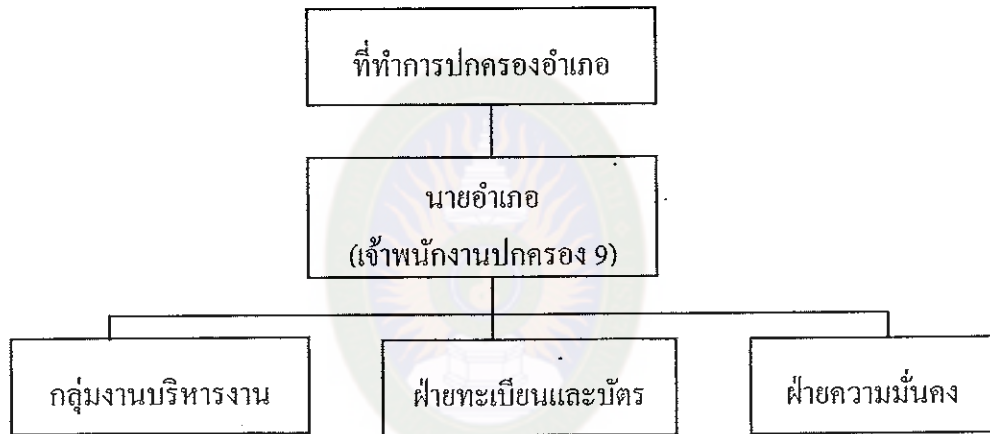 ที่ทำการปกครองอำเภอ
นายอำเภอ
(เจ้าพนักงานปกครอง 9)
กลุ่มงานบริหารงาน
ฝ่ายทะเบียนและบัตร
ฝ่ายความมั่นคง